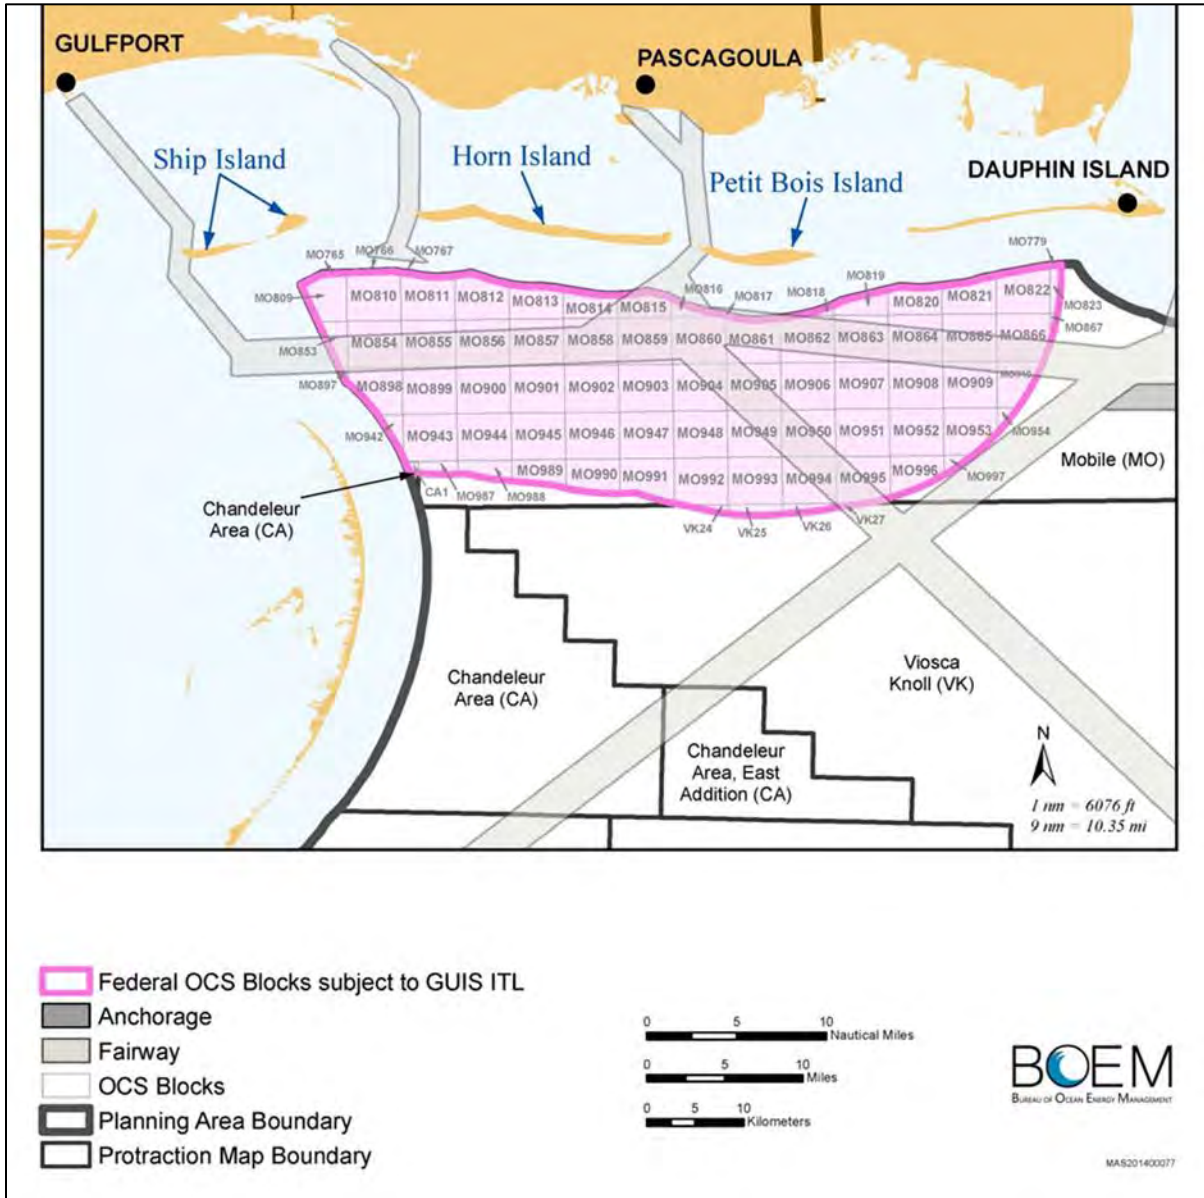 GULFPORT
PASCAGOULA
Ship Island
Horn Island
Petit Bois Island
DAUPHIN ISLAND
MO765
MO766
MO767
MO779
MO809
MO810
MO811
MO812
MO813
MO814
MO815
MO816
MO817
MO818
MO819
MO820
MO821
MO822
MO823
MO853
MO854
MO855
MO856
MO857
MO858
MO859
MO860
MO861
MO862
MO863
MO864
MO865
MO866
MO867
MO897
MO898
MO899
MO900
MO901
MO902
MO903
MO904
MO905
MO906
MO907
MO908
MO909
MO942
MO943
MO944
MO945
MO946
MO947
MO948
MO949
MO950
MO951
MO952
MO953
MO954
CA1
MO987
MO988
MO989
MO990
MO991
MO992
MO993
MO994
MO995
MO996
MO997
VK24
VK25
VK26
VK27
Mobile (MO)
Chandeleur
Area (CA)
Chandeleur
Area (CA)
Viosca
Knoll (VK)
Chandeleur
Area, East
Addition (CA)
N
1 nm = 6076 ft
9 nm = 10.35 mi
Federal OCS Blocks subject to GUIS ITL
Anchorage
Fairway
OCS Blocks
Planning Area Boundary
Protraction Map Boundary
0 5 10
Nautical Miles
0 5 10
Miles
0 5 10
Kilometers
BOEM
BUREAU OF OCEAN ENERGY MANAGEMENT
MAS201400077